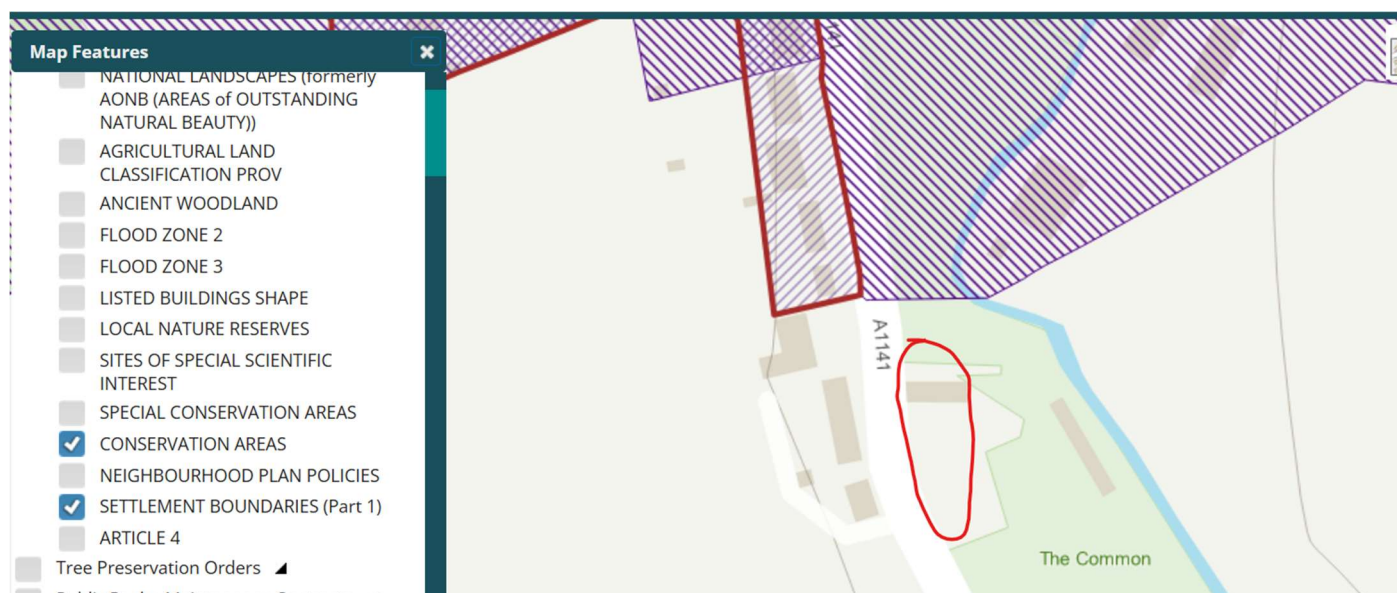 Map Features
NATIONAL LANDSCAPES (formerly
AONB (AREAS of OUTSTANDING
NATURAL BEAUTY))
AGRICULTURAL LAND
CLASSIFICATION PROV
ANCIENT WOODLAND
FLOOD ZONE 2
FLOOD ZONE 3
LISTED BUILDINGS SHAPE
LOCAL NATURE RESERVES
SITES OF SPECIAL SCIENTIFIC
INTEREST
SPECIAL CONSERVATION AREAS
CONSERVATION AREAS
NEIGHBOURHOOD PLAN POLICIES
SETTLEMENT BOUNDARIES (Part 1)
ARTICLE 4
Tree Preservation Orders
A1141
The Common